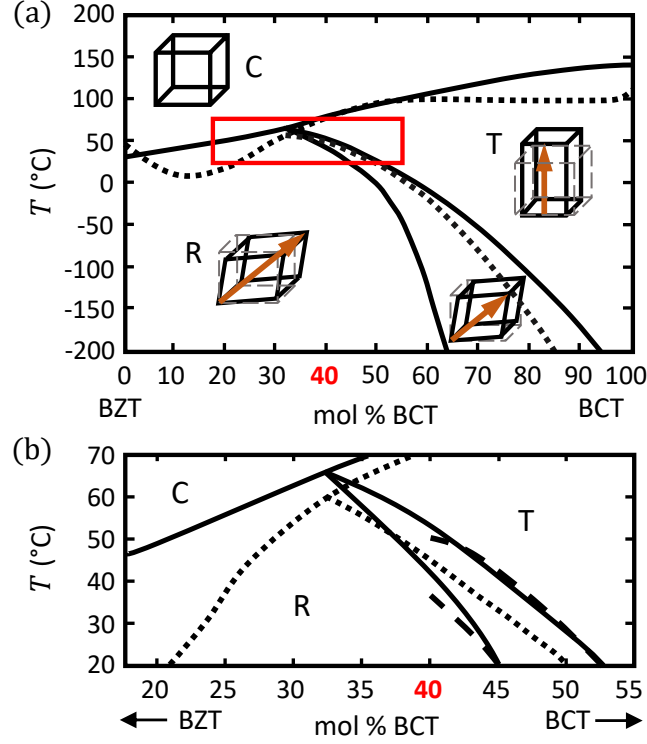 (a)
200
150
100
50
0
-50
-100
-150
-200
T (°C)
C
T
R
0 10 20 30 40 50 60 70 80 90 100
BZT mol % BCT BCT
(b)
70
60
50
40
30
20
T (°C)
C
T
R
20 25 30 35 40 45 50 55
BZT mol % BCT BCT